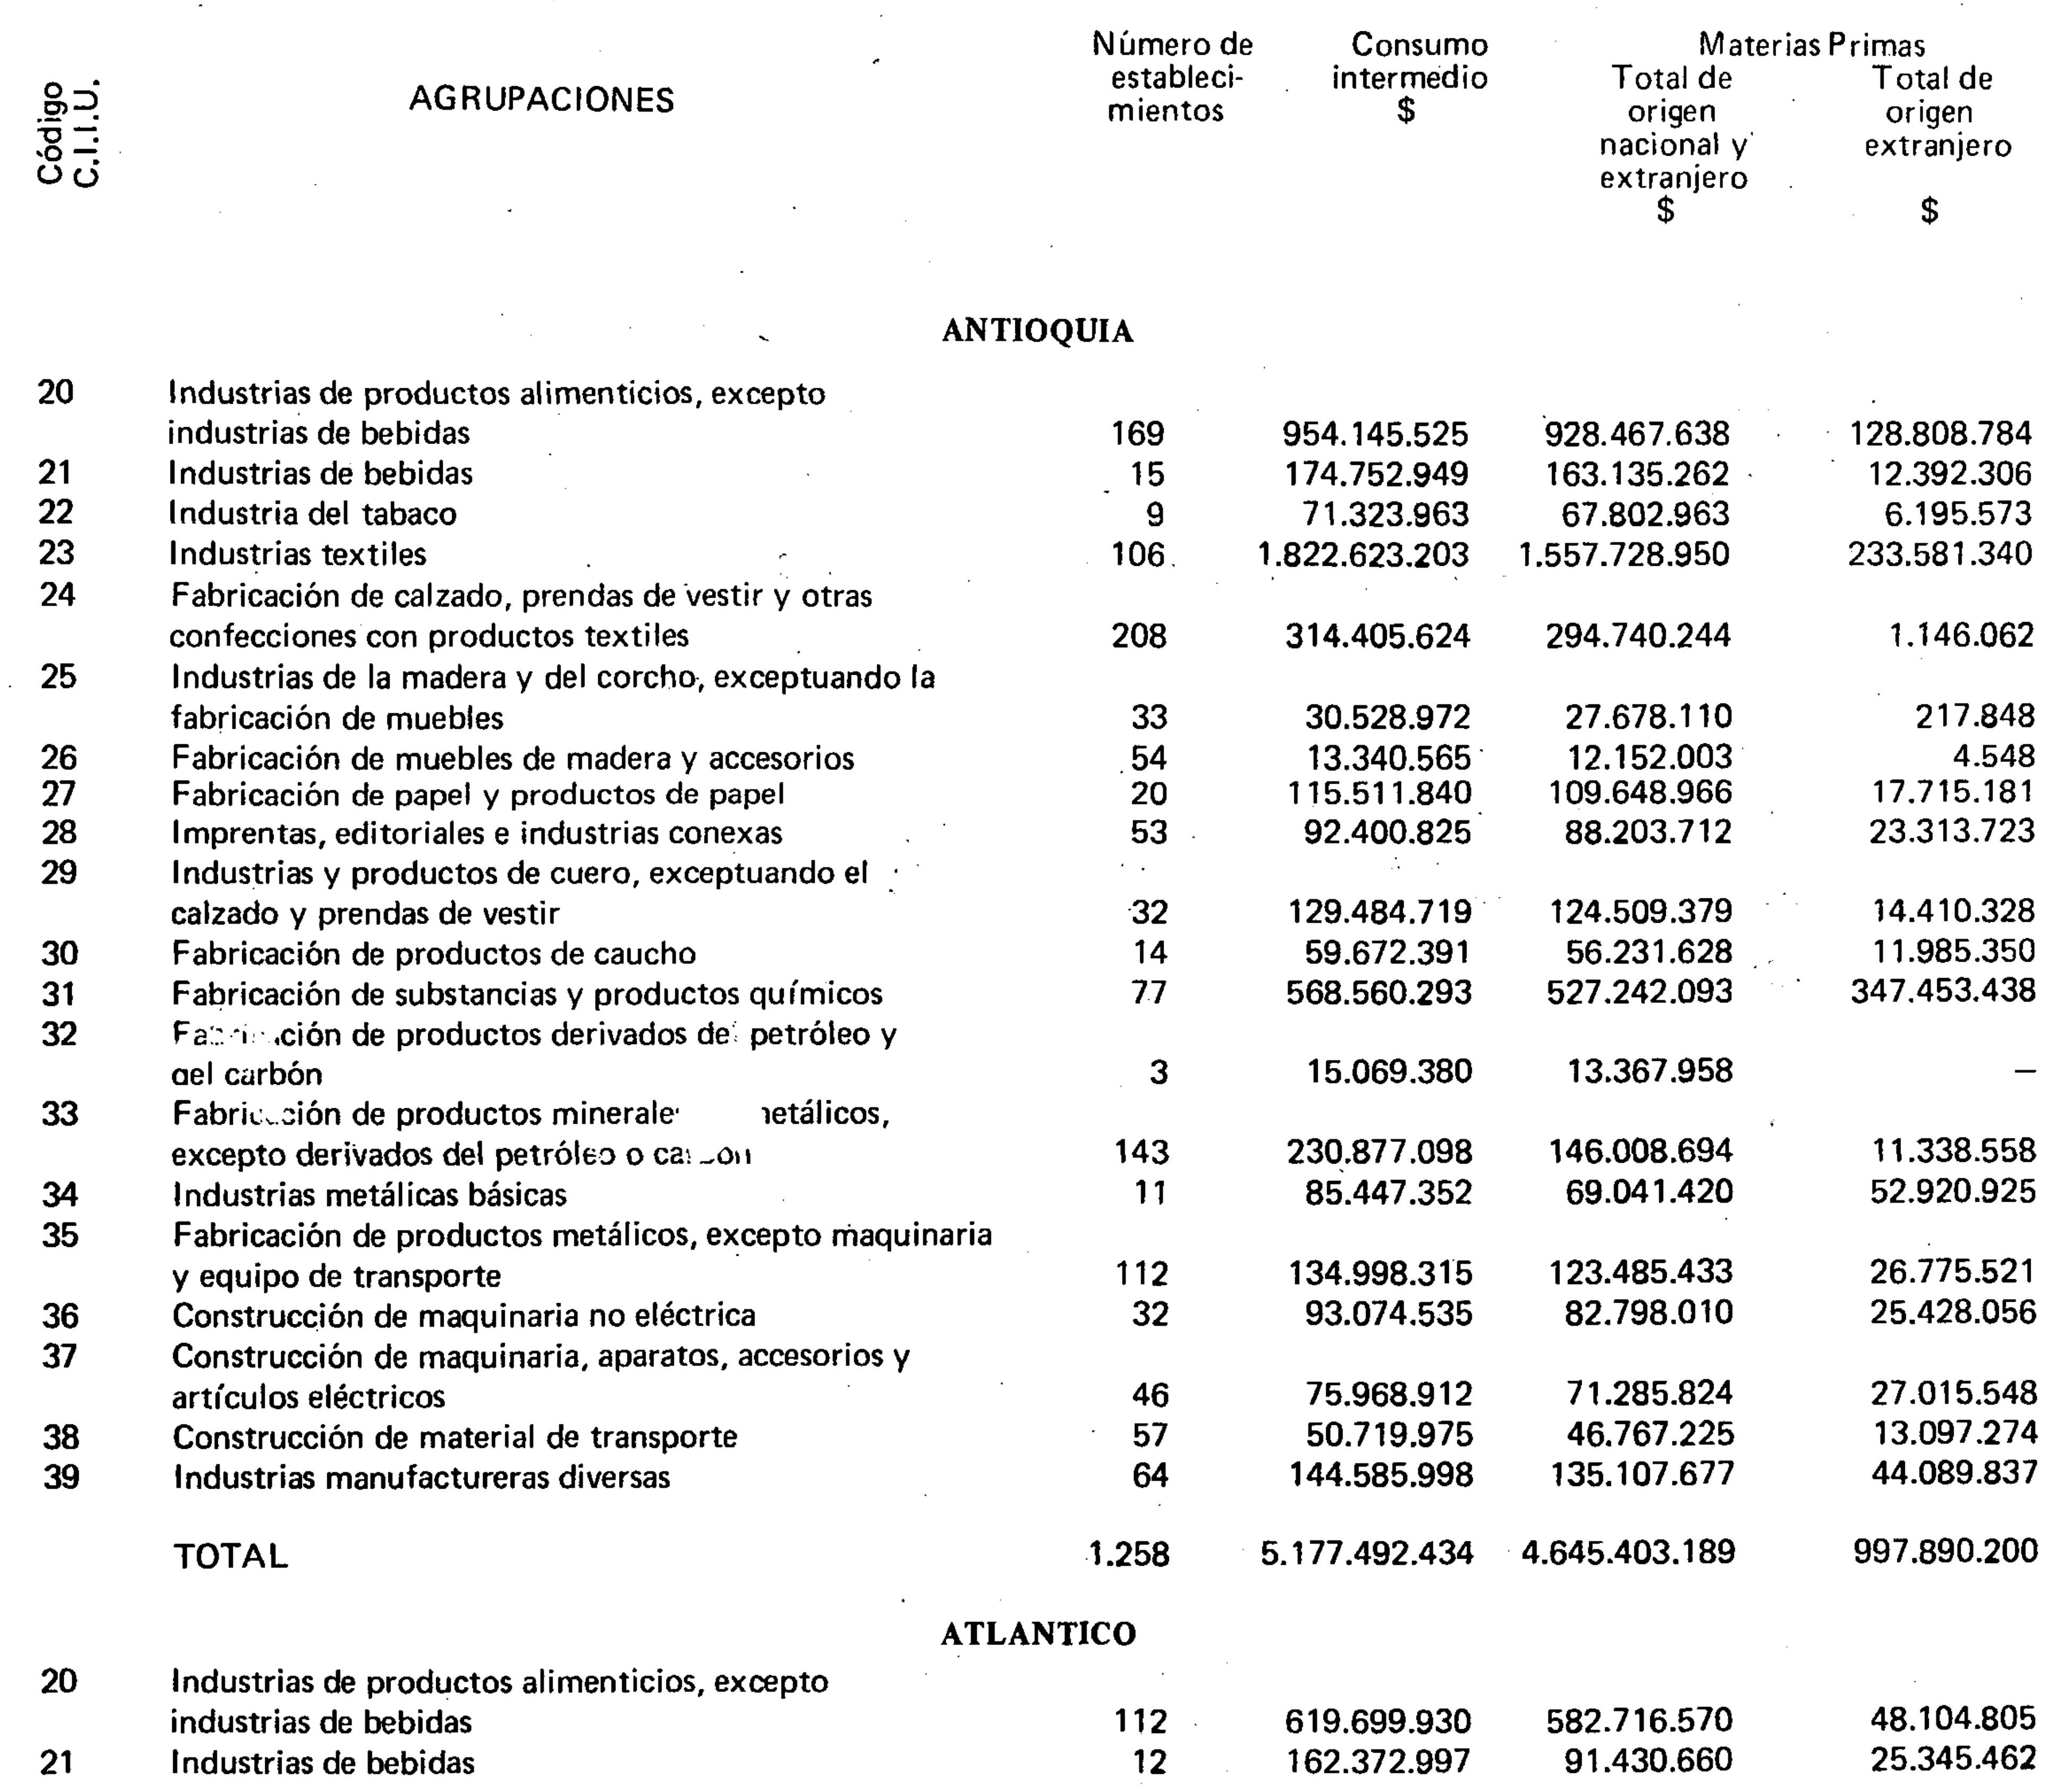 Código C.I.I.U. AGRUPACIONES Número de estableci- mientos Consumo intermedio $ Materias Primas Total de origen nacional y extranjero $ Total de origen extranjero $
ANTIOQUIA
20 Industrias de productos alimenticios, excepto
industrias de bebidas 169 954.145.525 928.467.638 128.808.784
21 Industrias de bebidas 15 174.752.949 163.135.262 12.392.306
22 Industria del tabaco 9 71.323.963 67.802.963 6.195.573
23 Industrias textiles 106 1.822.623.203 1.557.728.950 233.581.340
24 Fabricación de calzado, prendas de vestir y otras
confecciones con productos textiles 208 314.405.624 294.740.244 1.146.062
25 Industrias de la madera y del corcho, exceptuando la
fabricación de muebles 33 30.528.972 27.678.110 217.848
26 Fabricación de muebles de madera y accesorios 54 13.340.565 12.152.003 4.548
27 Fabricación de papel y productos de papel 20 115.511.840 109.648.966 17.715.181
28 Imprentas, editoriales e industrias conexas 53 92.400.825 88.203.712 23.313.723
29 Industrias y productos de cuero, exceptuando el
calzado y prendas de vestir 32 129.484.719 124.509.379 14.410.328
30 Fabricación de productos de caucho 14 59.672.391 56.231.628 11.985.350
31 Fabricación de substancias y productos químicos 77 568.560.293 527.242.093 347.453.438
32 de productos derivados petróleo y
del carbón 3 15.069.380 13.367.958 —
33 Fabricación de productos
excepto derivados del petróleo o 143 230.877.098 146.008.694 11.338.558
34 Industrias metálicas básicas 11 85.447.352 69.041.420 52.920.925
35 Fabricación de productos metálicos, excepto maquinaria
y equipo de transporte 112 134.998.315 123.485.433 26.775.521
36 Construcción de maquinaria no eléctrica 32 93.074.535 82.798.010 25.428.056
37 Construcción de maquinaria, aparatos, accesorios y
artículos eléctricos 46 75.968.912 71.285.824 27.015.548
38 Construcción de material de transporte 57 50.719.975 46.767.225 13.097.274
39 Industrias manufactureras diversas 64 144.585.998 135.107.677 44.089.837
TOTAL 1.258 5.177.492.434 4.645.403.189 997.890.200
ATLANTICO
20 Industrias de productos alimenticios, excepto
industrias de bebidas 112 619.699.930 582.716.570 48.104.805
21 Industrias de bebidas 12 162.372.997 91.430.660 25.345.462